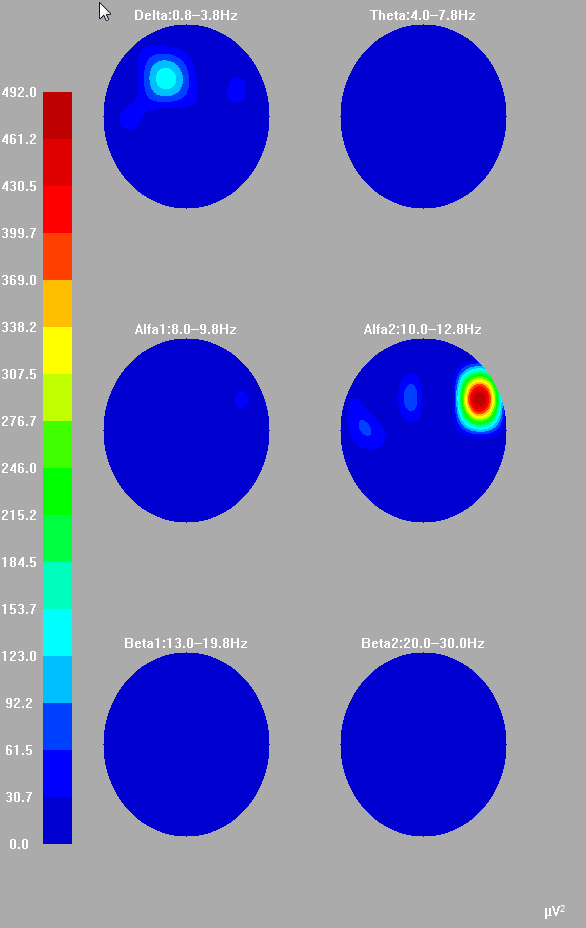 Delta:0.8–3.8Hz
Theta:4.0–7.8Hz
492.0
461.2
430.5
399.7
369.0
338.2
307.5
276.7
246.0
215.2
184.5
153.7
123.0
92.2
61.5
30.7
0.0
Alfa1:8.0–9.8Hz
Alfa2:10.0–12.8Hz
Beta1:13.0–19.8Hz
Beta2:20.0–30.0Hz
µV²